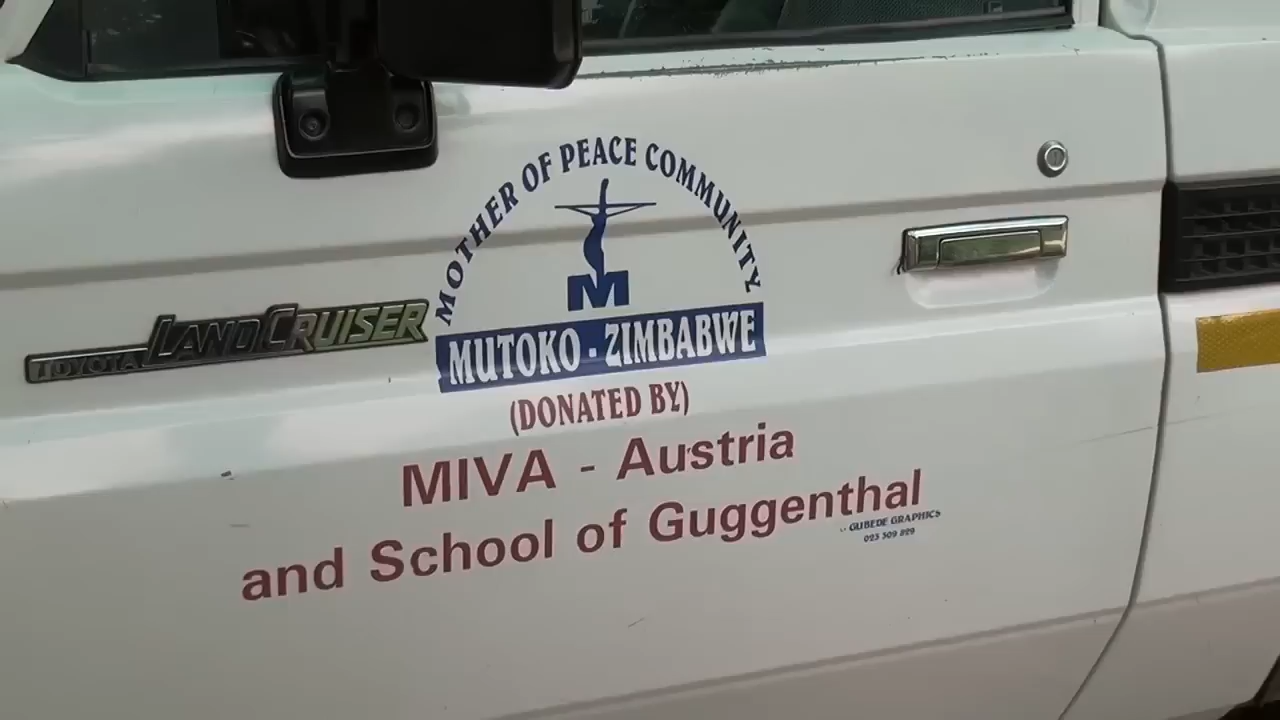 MOTHER OF PEACE COMMUNITY
M
MUTOKO - ZIMBABWE
TOYOTA LANDCRUISER
(DONATED BY)
MIVA - Austria
and School of Guggenthal
GUBEDE GRAPHICS